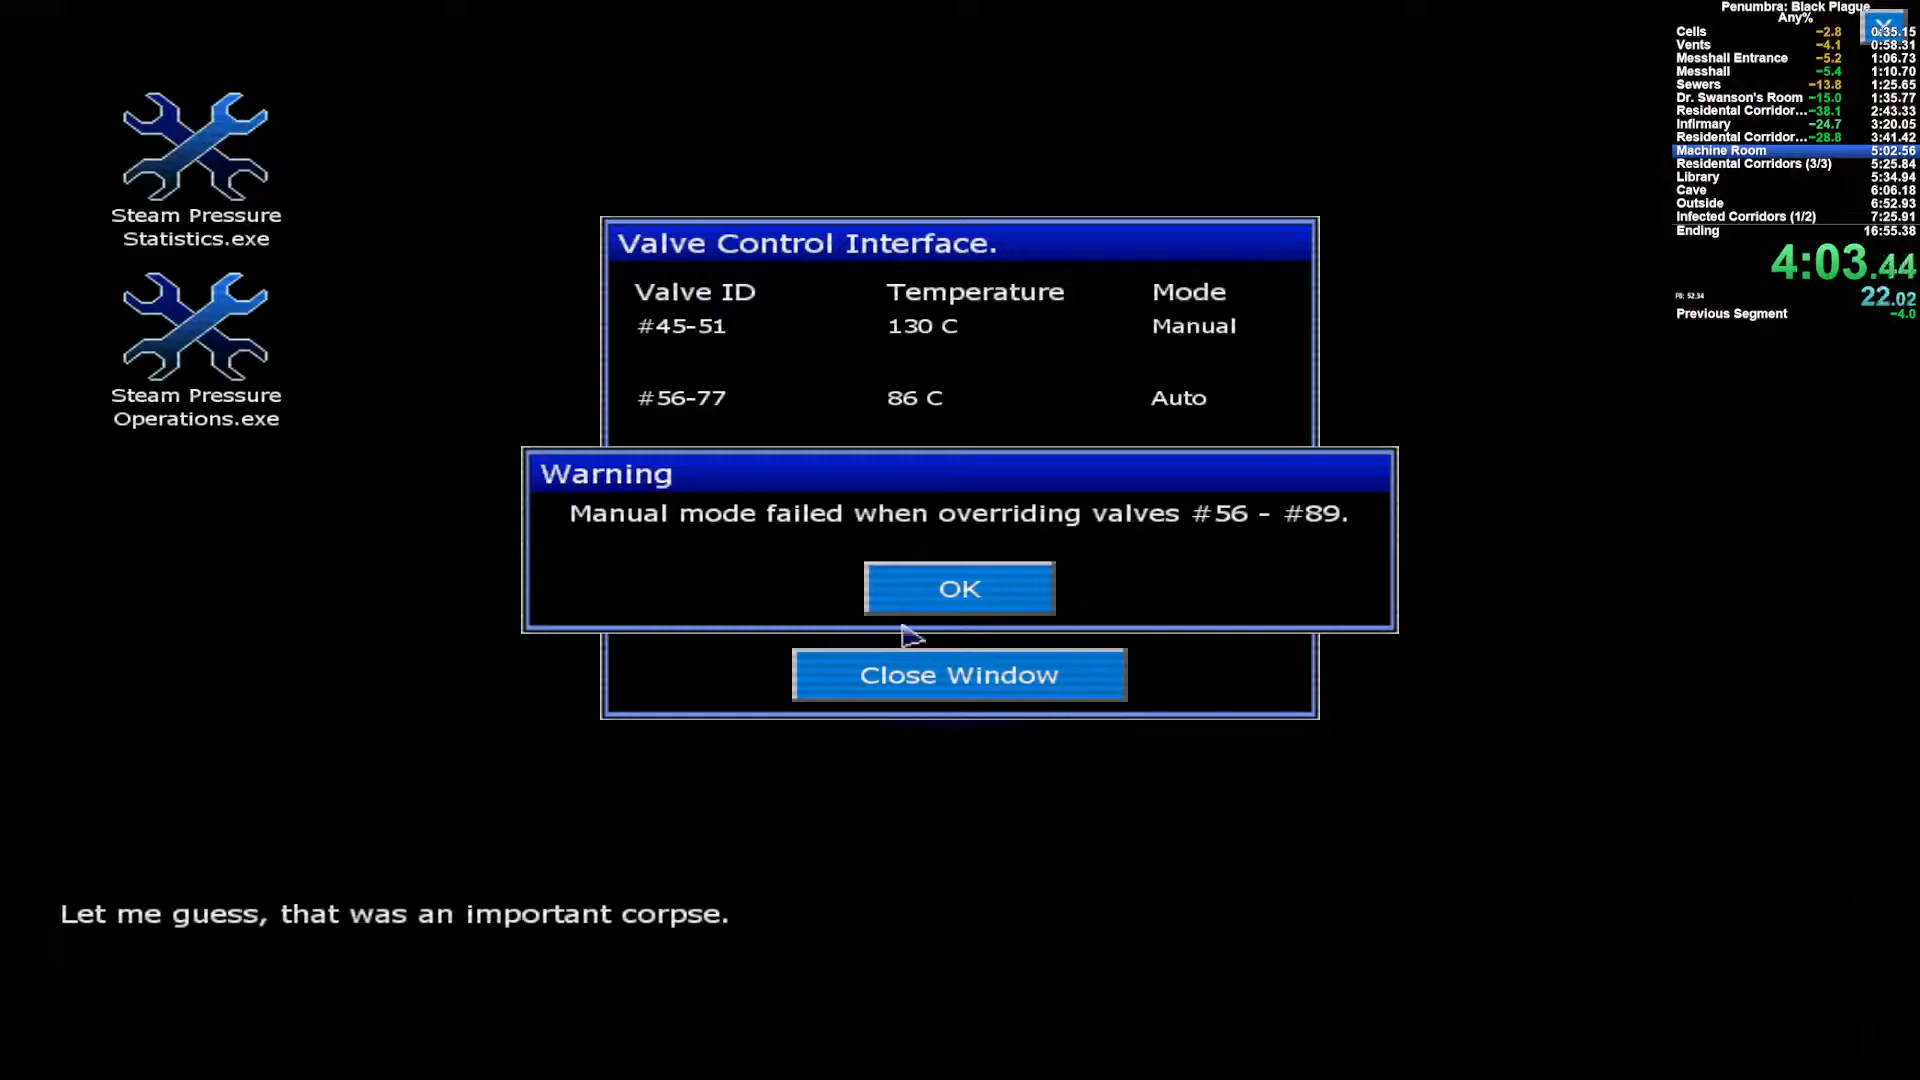 Steam Pressure
Statistics.exe
Steam Pressure
Operations.exe
Valve Control Interface.
Valve ID Temperature Mode
#45-51 130 C Manual
#56-77 86 C Auto
Warning
Manual mode failed when overriding valves #56 - #89.
OK
Close Window
Let me guess, that was an important corpse.
Penumbra: Black Plague
Any%
Cells −2.8 0:35.15
Vents −4.1 0:58.31
Messhall Entrance −5.2 1:06.73
Messhall −5.4 1:10.70
Sewers −13.8 1:25.65
Dr. Swanson's Room −15.0 1:35.77
Residental Corridor... −38.1 2:43.33
Infirmary −24.7 3:20.05
Residental Corridor... −28.8 3:41.42
Machine Room 5:02.56
Residental Corridors (3/3) 5:25.84
Library 5:34.94
Cave 6:06.18
Outside 6:52.93
Infected Corridors (1/2) 7:25.91
Ending 16:55.38
4:03.44
PB: 52.34 22.02
Previous Segment −4.0